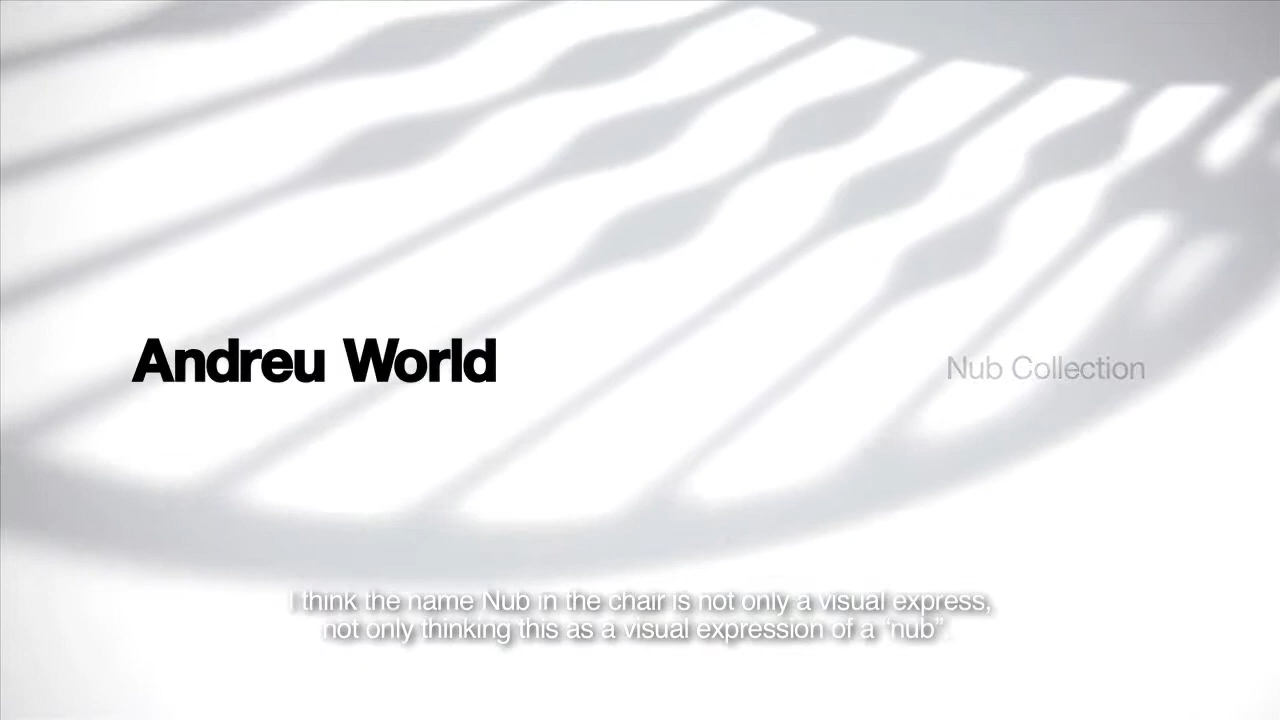 Andreu World
Nub Collection
I think the name Nub in the chair is not only a visual express,
not only thinking this as a visual expression of a “nub”.